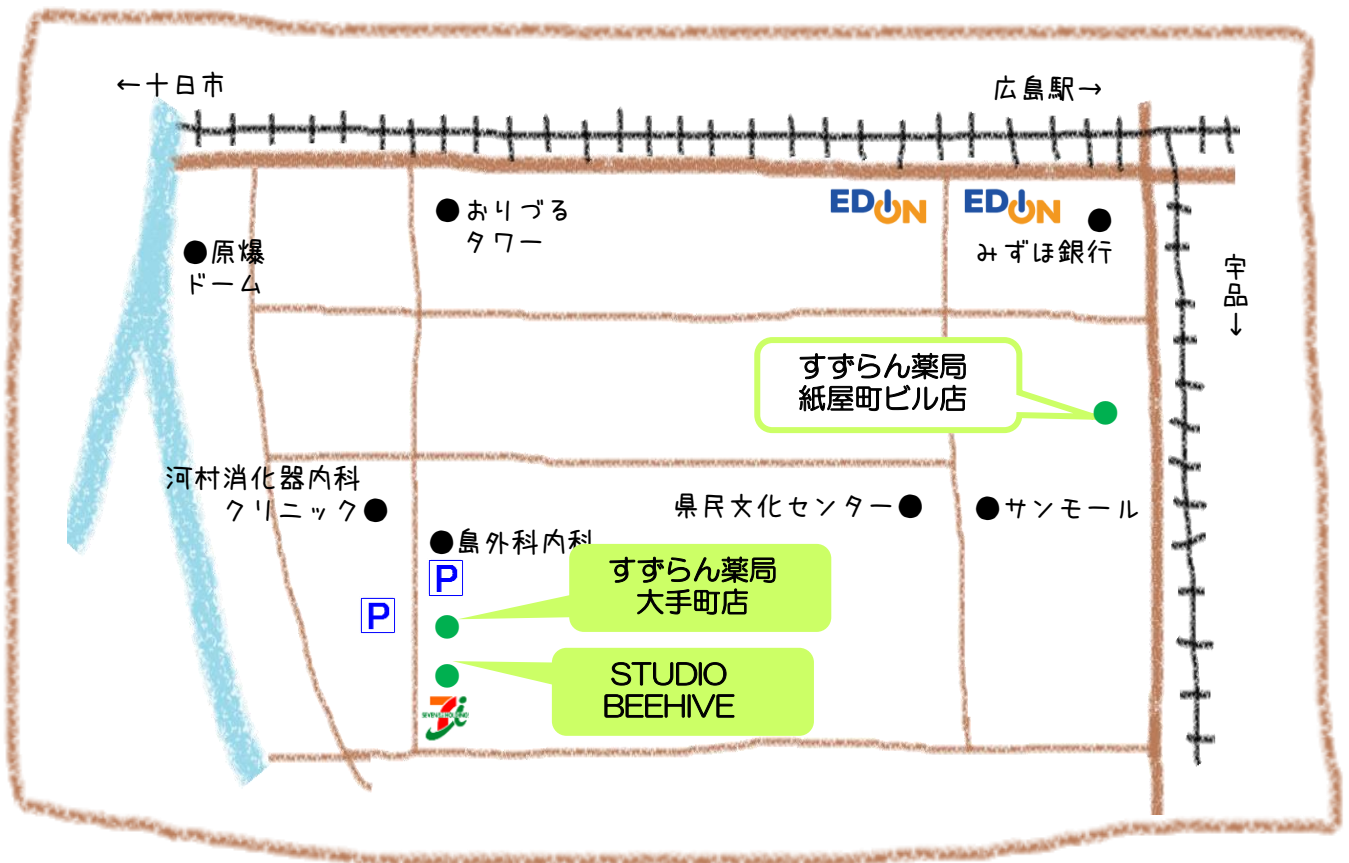 ←十日市
広島駅→
●おりづる
タワー
EDION
EDION
みずほ銀行
●原爆
ドーム
宇品↓
すずらん薬局
紙屋町ビル店
河村消化器内科
クリニック●
県民文化センター●
●サンモール
●島外科内科
P
すずらん薬局
大手町店
P
STUDIO
BEEHIVE
7i